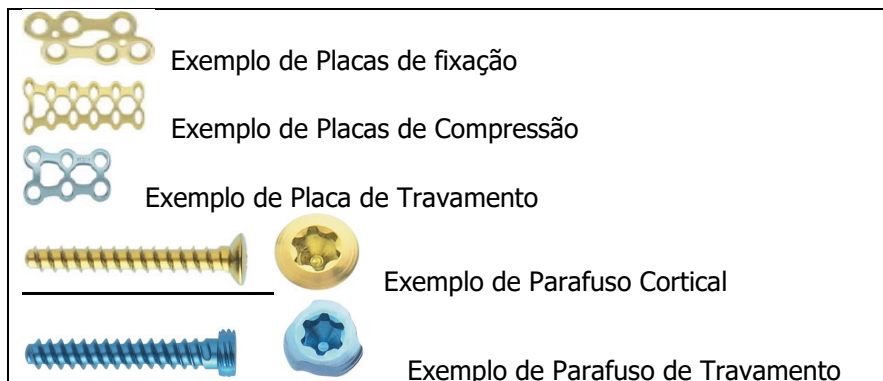 Exemplo de Placas de fixação
Exemplo de Placas de Compressão
Exemplo de Placa de Travamento
Exemplo de Parafuso Cortical
Exemplo de Parafuso de Travamento